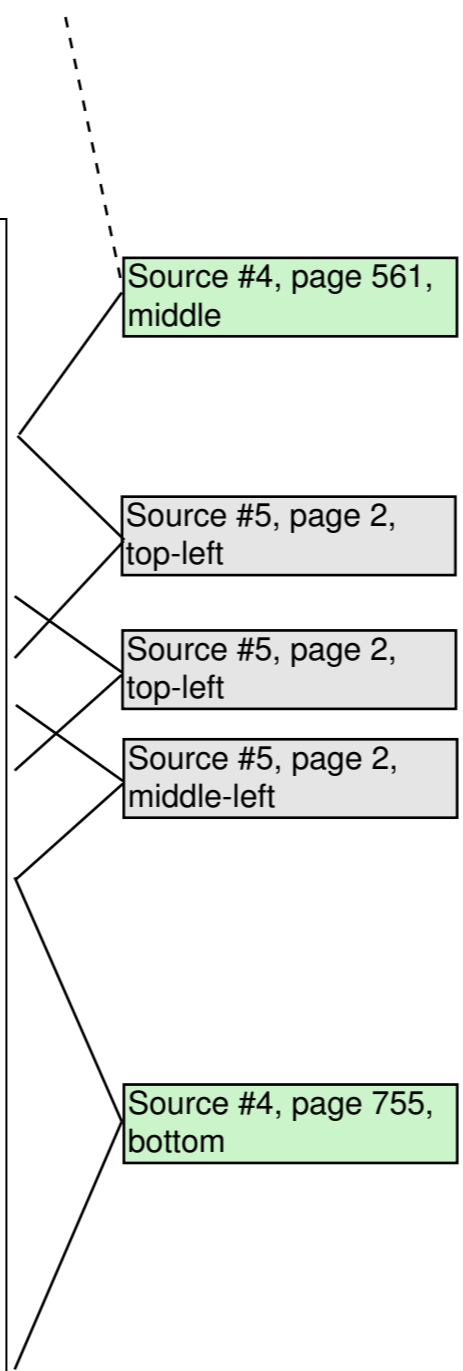 Source #4, page 561,
middle
Source #5, page 2,
top-left
Source #5, page 2,
top-left
Source #5, page 2,
middle-left
Source #4, page 755,
bottom